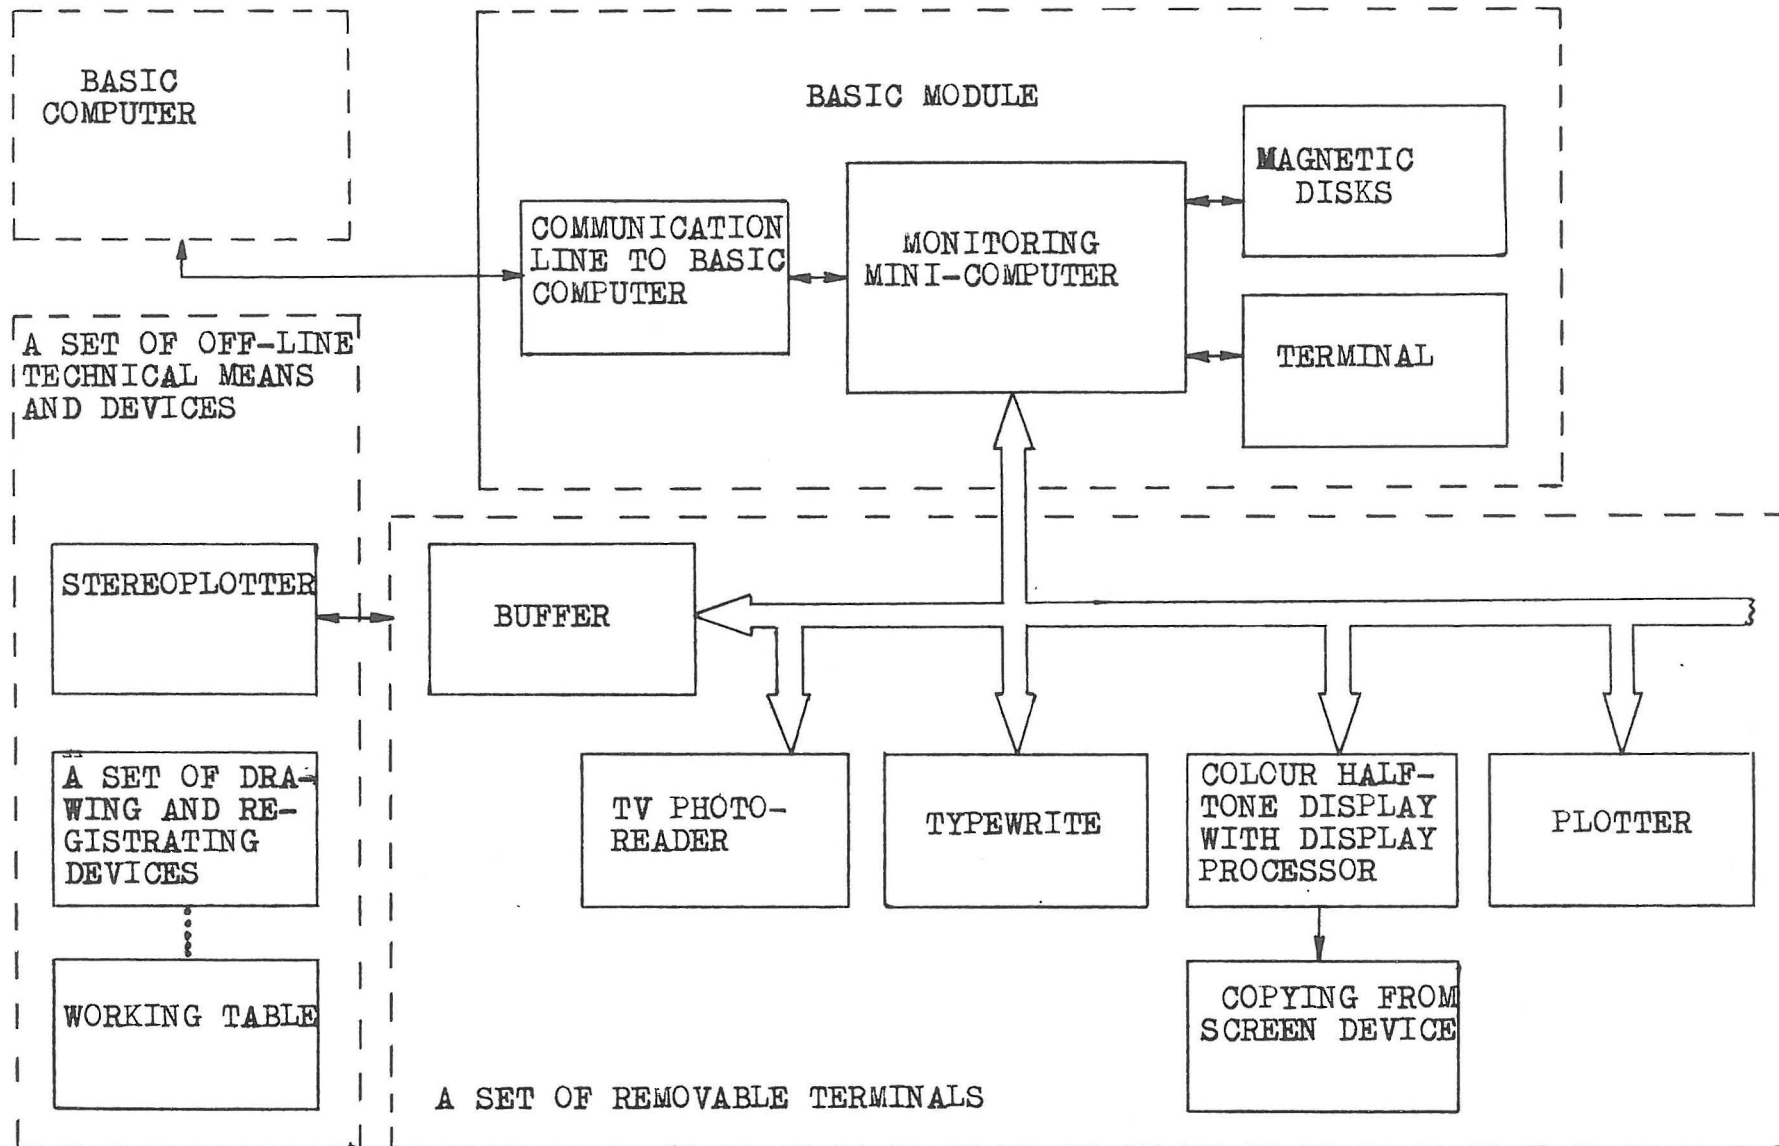 BASIC
COMPUTER
BASIC MODULE
COMMUNICATION
LINE TO BASIC
COMPUTER
MONITORING
MINI-COMPUTER
MAGNETIC
DISKS
TERMINAL
A SET OF OFF-LINE
TECHNICAL MEANS
AND DEVICES
STEREOPLOTTER
A SET OF DRA-
WING AND RE-
GISTRATING
DEVICES
WORKING TABLE
BUFFER
TV PHOTO-
READER
TYPEWRITE
COLOUR HALF-
TONE DISPLAY
WITH DISPLAY
PROCESSOR
PLOTTER
COPYING FROM
SCREEN DEVICE
A SET OF REMOVABLE TERMINALS